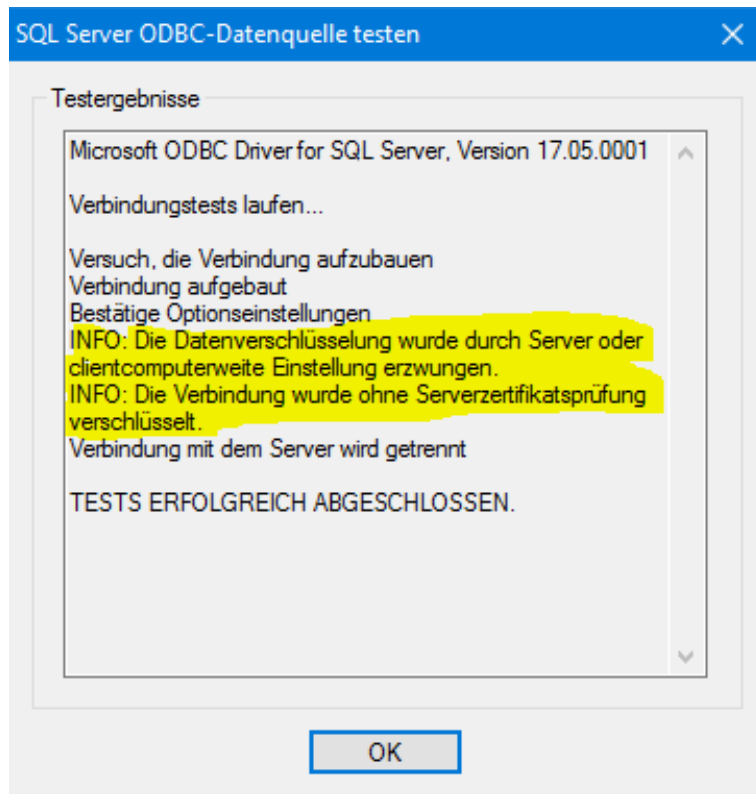 SQL Server ODBC-Datenquelle testen
Testergebnisse
Microsoft ODBC Driver for SQL Server, Version 17.05.0001
Verbindungstests laufen...
Versuch, die Verbindung aufzubauen
Verbindung aufgebaut
Bestätige Optionseinstellungen
INFO: Die Datenverschlüsselung wurde durch Server oder
clientcomputerweite Einstellung erzwungen.
INFO: Die Verbindung wurde ohne Serverzertifikatsprüfung
verschlüsselt.
Verbindung mit dem Server wird getrennt
TESTS ERFOLGREICH ABGESCHLOSSEN.
OK